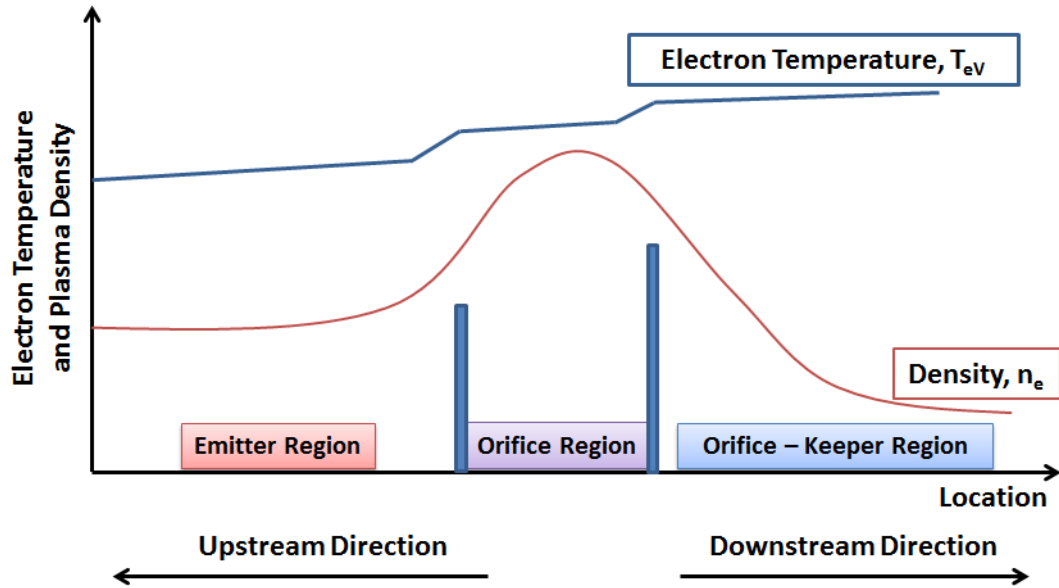 Electron Temperature, TeV
Electron Temperature
and Plasma Density
Density, ne
Emitter Region
Orifice Region
Orifice – Keeper Region
Location
Upstream Direction
Downstream Direction